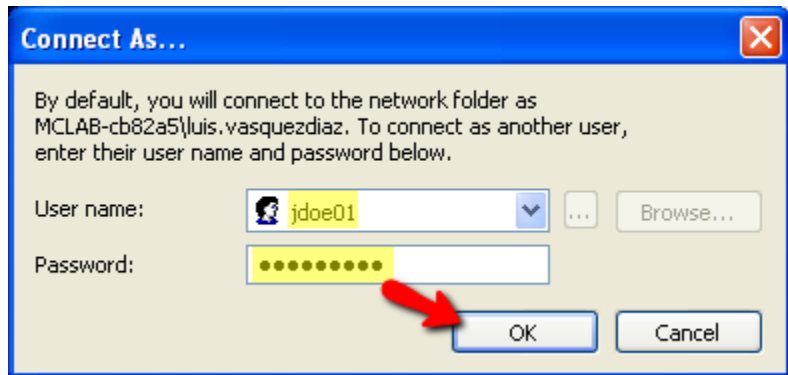 Connect As...
By default, you will connect to the network folder as
MCLAB-cb82a5\luis.vasquezdiaz. To connect as another user,
enter their user name and password below.
User name: jdoe01 ... Browse...
Password: •••••••••
OK Cancel